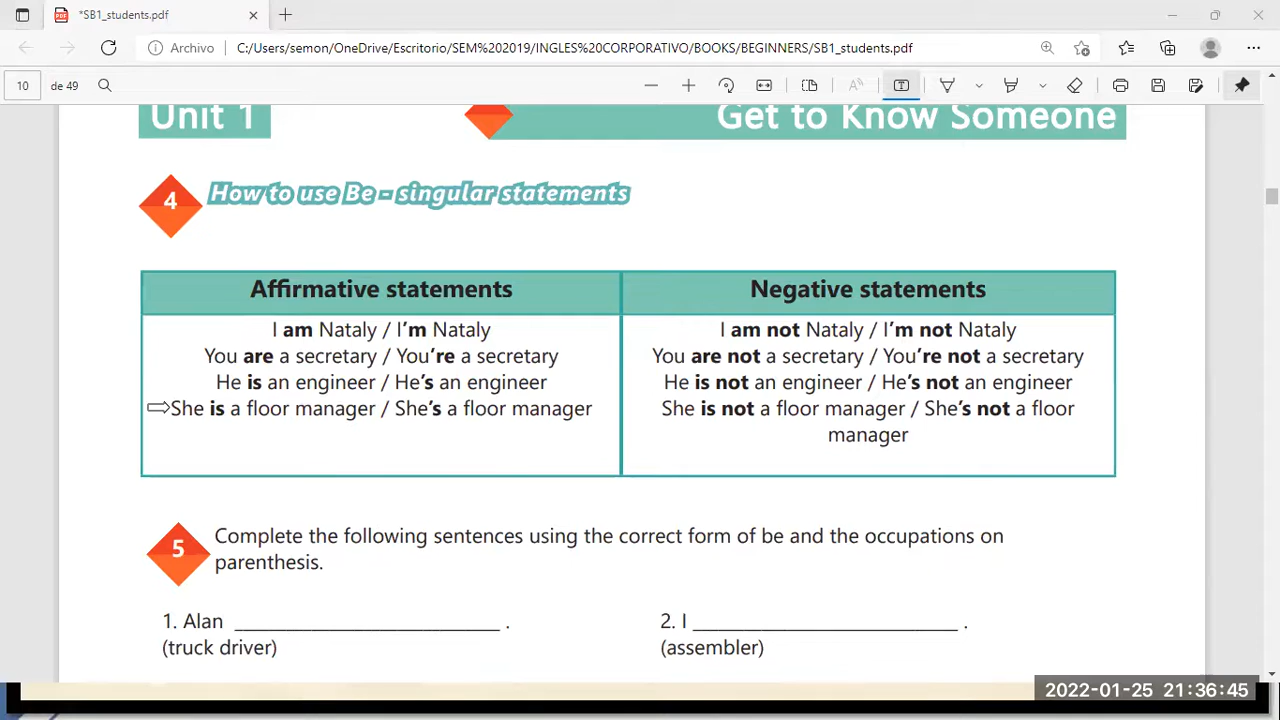 *SB1_students.pdf
Archivo C:/Users/semon/OneDrive/Escritorio/SEM%202019/INGLES%20CORPORATIVO/BOOKS/BEGINNERS/SB1_students.pdf
10 de 49
Unit 1 Get to Know Someone
4 How to use Be - singular statements
Affirmative statements
I am Nataly / I'm Nataly
You are a secretary / You're a secretary
He is an engineer / He's an engineer
⇨She is a floor manager / She's a floor manager
Negative statements
I am not Nataly / I'm not Nataly
You are not a secretary / You're not a secretary
He is not an engineer / He's not an engineer
She is not a floor manager / She's not a floor
manager
5 Complete the following sentences using the correct form of be and the occupations on
parenthesis.
1. Alan _________________________ .
(truck driver)
2. I _________________________ .
(assembler)
2022-01-25 21:36:45